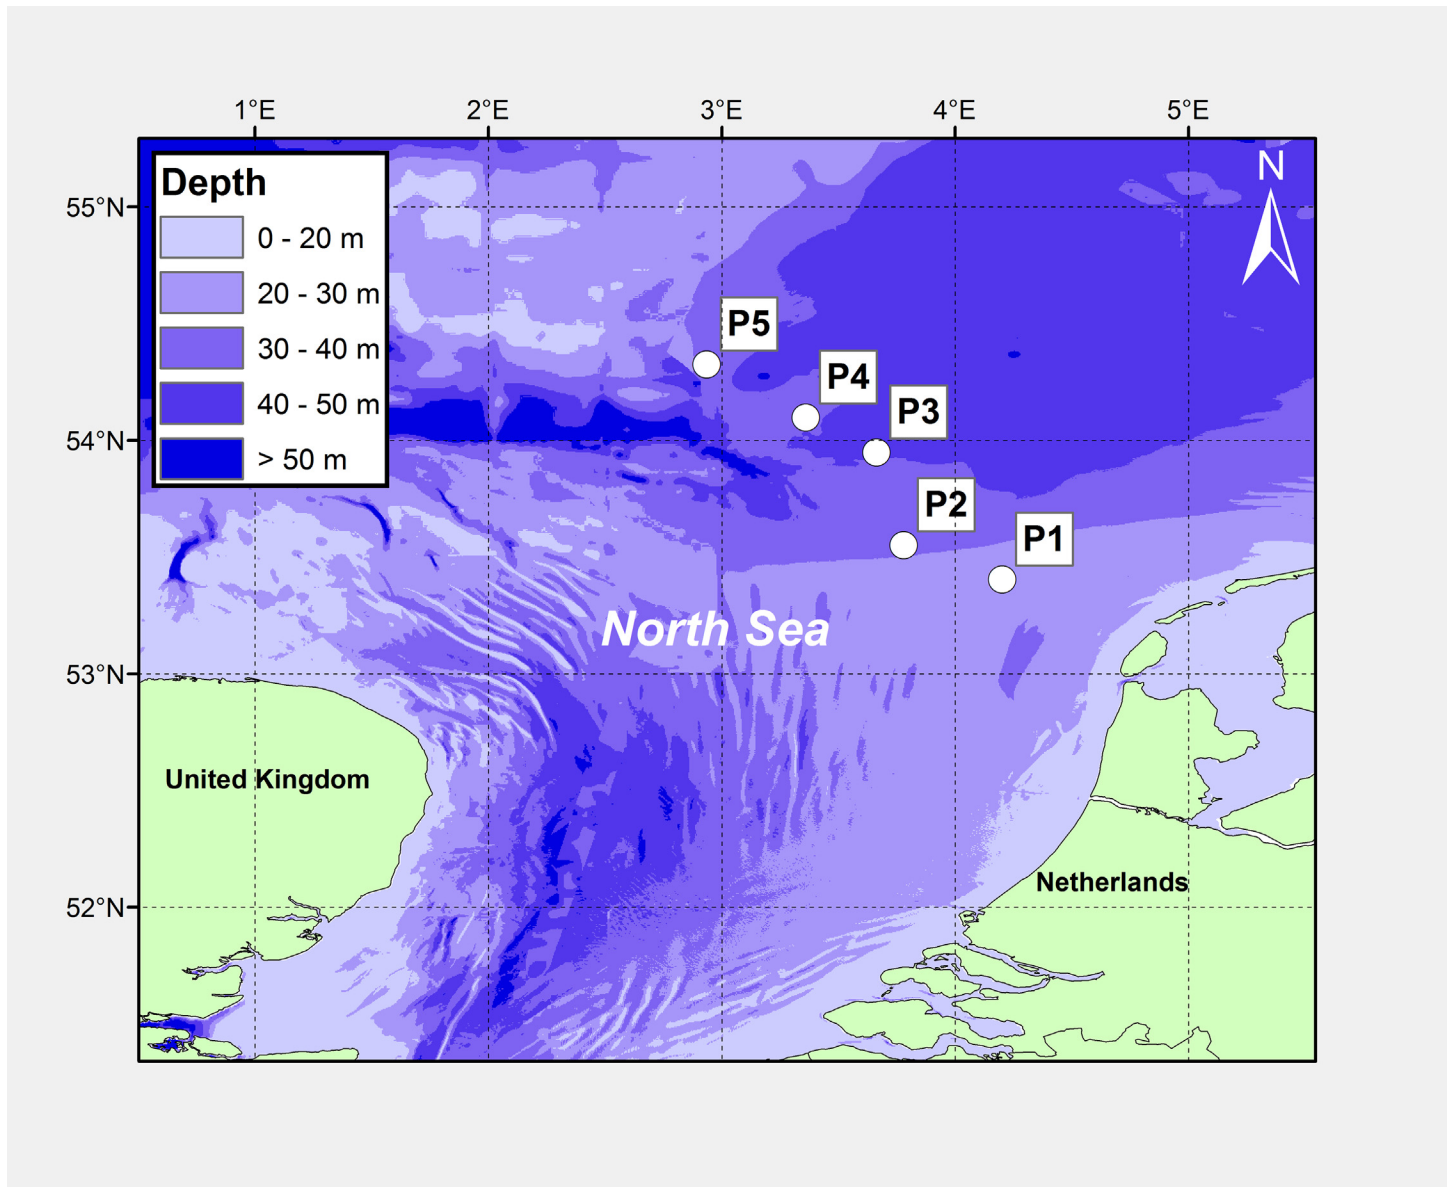 1°E 2°E 3°E 4°E 5°E
55°N
54°N
53°N
52°N
Depth
0 - 20 m
20 - 30 m
30 - 40 m
40 - 50 m
> 50 m
N
P5
P4
P3
P2
P1
North Sea
United Kingdom
Netherlands